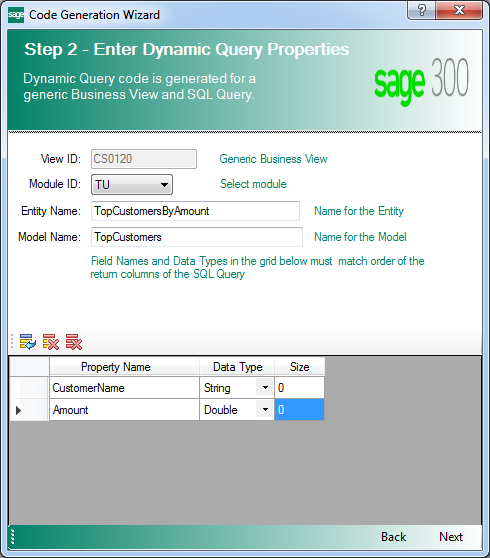 Code Generation Wizard
Step 2 - Enter Dynamic Query Properties
Dynamic Query code is generated for a
generic Business View and SQL Query.
sage 300
View ID: CS0120 Generic Business View
Module ID: TU Select module
Entity Name: TopCustomersByAmount Name for the Entity
Model Name: TopCustomers Name for the Model
Field Names and Data Types in the grid below must match order of the
return columns of the SQL Query
Property Name Data Type Size
CustomerName String 0
Amount Double 0
Back Next